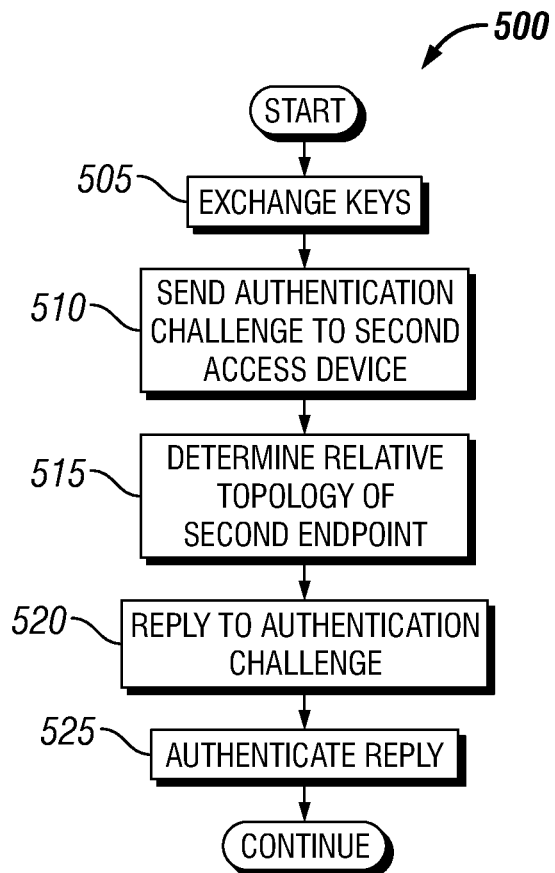 500
START
505
EXCHANGE KEYS
510
SEND AUTHENTICATION
CHALLENGE TO SECOND
ACCESS DEVICE
515
DETERMINE RELATIVE
TOPOLOGY OF
SECOND ENDPOINT
520
REPLY TO AUTHENTICATION
CHALLENGE
525
AUTHENTICATE REPLY
CONTINUE